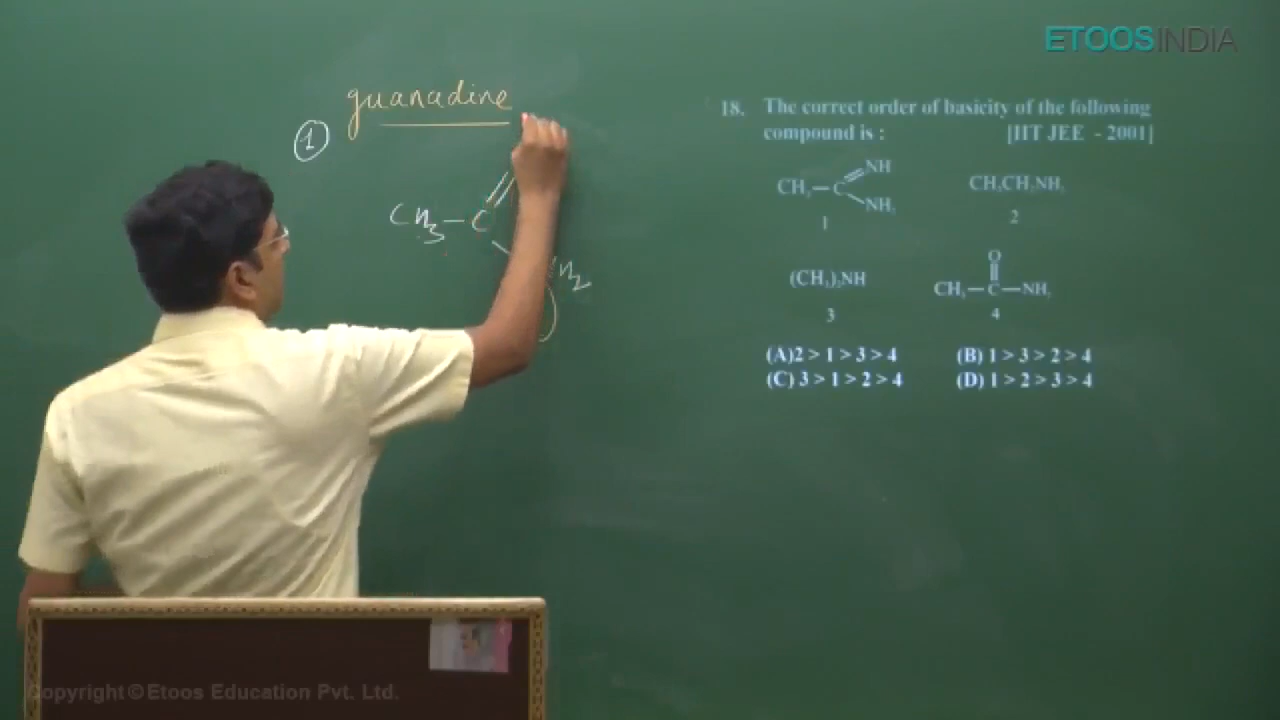 ETOOSINDIA
guanadine
1
CH3—C
NH2
18. The correct order of basicity of the following
compound is : [IIT JEE - 2001]
CH3—C
NH
NH2
1
CH3CH2NH2
2
(CH3)2NH
3
O
CH3—C—NH2
4
(A)2 > 1 > 3 > 4 (B) 1 > 3 > 2 > 4
(C) 3 > 1 > 2 > 4 (D) 1 > 2 > 3 > 4
Copyright © Etoos Education Pvt. Ltd.